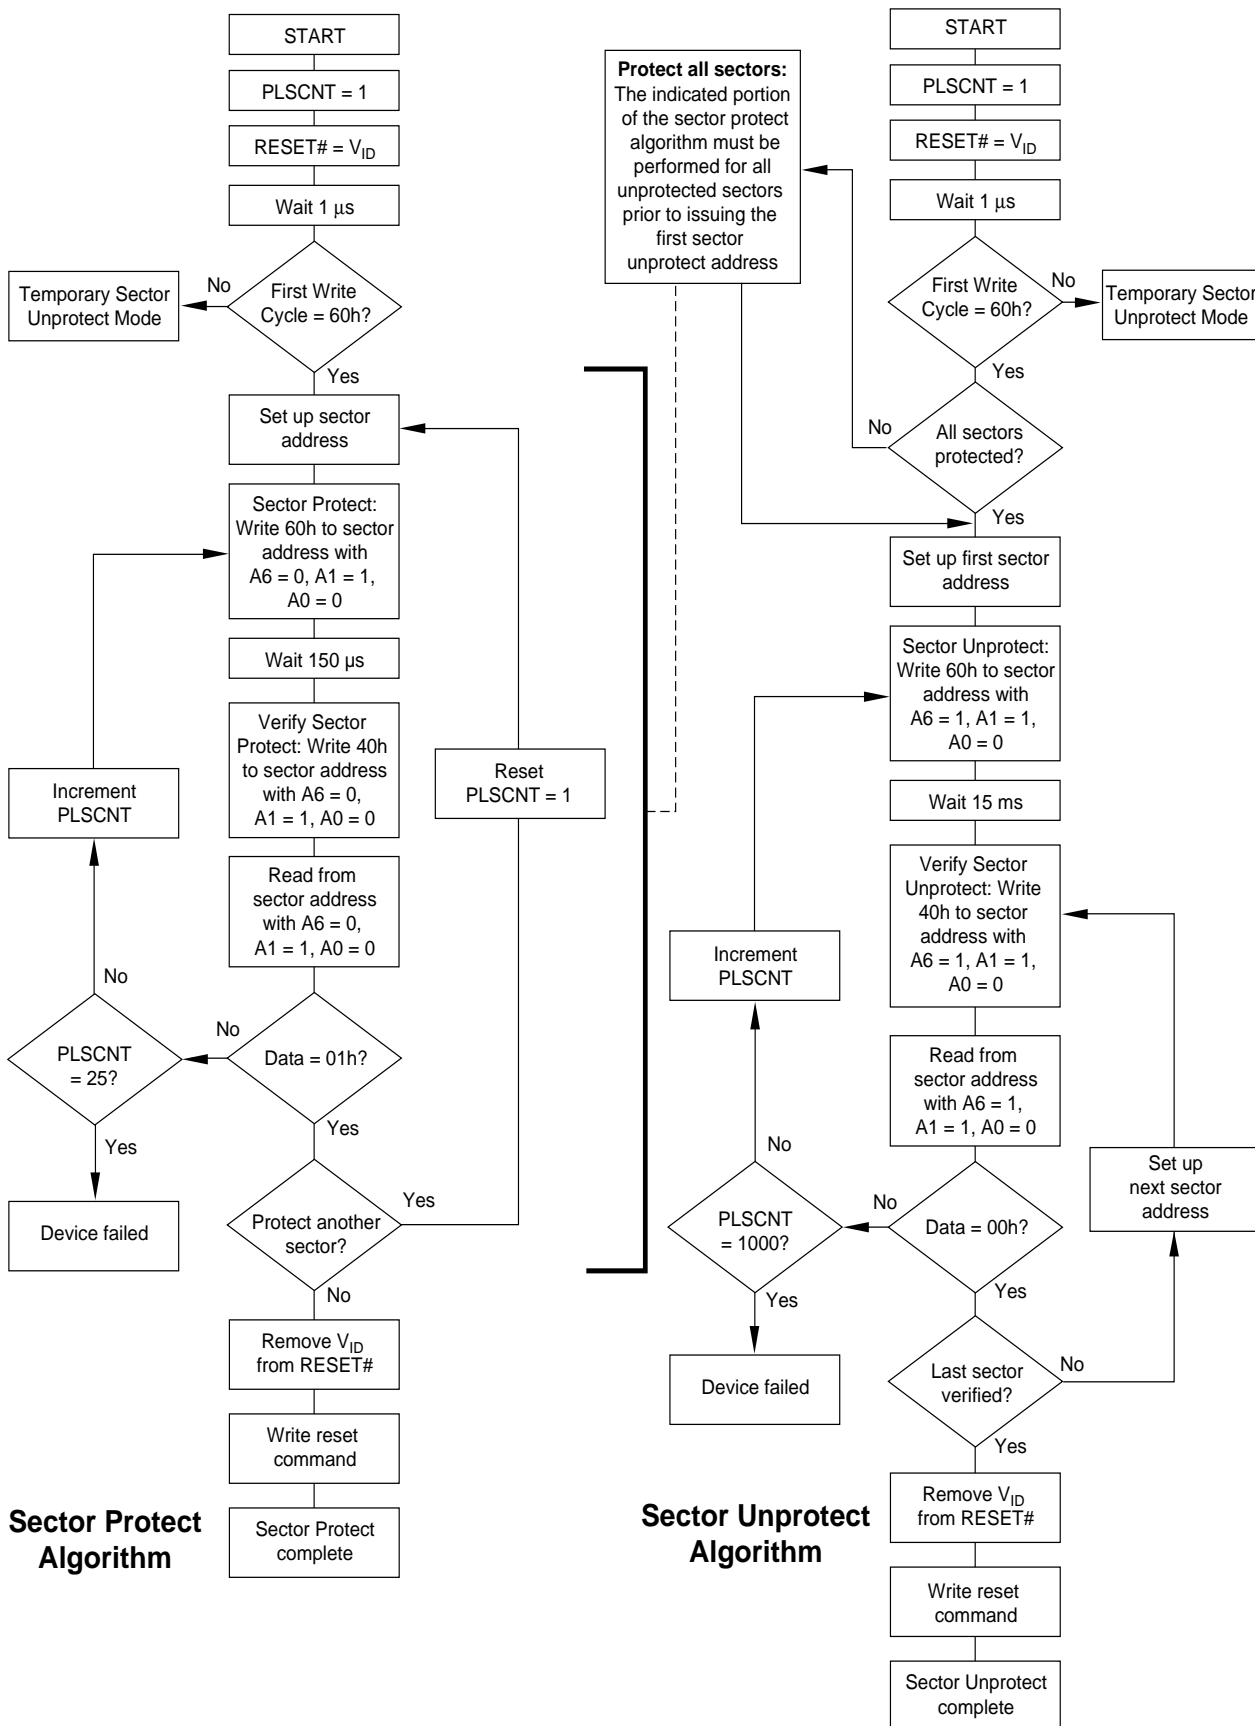 START
PLSCNT = 1
RESET# = VID
Wait 1 μs
First Write
Cycle = 60h?
No
Temporary Sector
Unprotect Mode
Yes
Set up sector
address
Sector Protect:
Write 60h to sector
address with
A6 = 0, A1 = 1,
A0 = 0
Wait 150 µs
Verify Sector
Protect: Write 40h
to sector address
with A6 = 0,
A1 = 1, A0 = 0
Read from
sector address
with A6 = 0,
A1 = 1, A0 = 0
Increment
PLSCNT
No
PLSCNT
= 25?
Yes
Device failed
No
Data = 01h?
Yes
Protect another
sector?
Yes
Reset
PLSCNT = 1
No
Remove VID
from RESET#
Write reset
command
Sector Protect
complete
Sector Protect
Algorithm
Protect all sectors:
The indicated portion
of the sector protect
algorithm must be
performed for all
unprotected sectors
prior to issuing the
first sector
unprotect address
START
PLSCNT = 1
RESET# = VID
Wait 1 μs
First Write
Cycle = 60h?
No
Temporary Sector
Unprotect Mode
Yes
No
All sectors
protected?
Yes
Set up first sector
address
Sector Unprotect:
Write 60h to sector
address with
A6 = 1, A1 = 1,
A0 = 0
Wait 15 ms
Verify Sector
Unprotect: Write
40h to sector
address with
A6 = 1, A1 = 1,
A0 = 0
Increment
PLSCNT
Read from
sector address
with A6 = 1,
A1 = 1, A0 = 0
No
PLSCNT
= 1000?
Yes
Device failed
No
Data = 00h?
Yes
Set up
next sector
address
Last sector
verified?
No
Yes
Remove VID
from RESET#
Write reset
command
Sector Unprotect
complete
Sector Unprotect
Algorithm